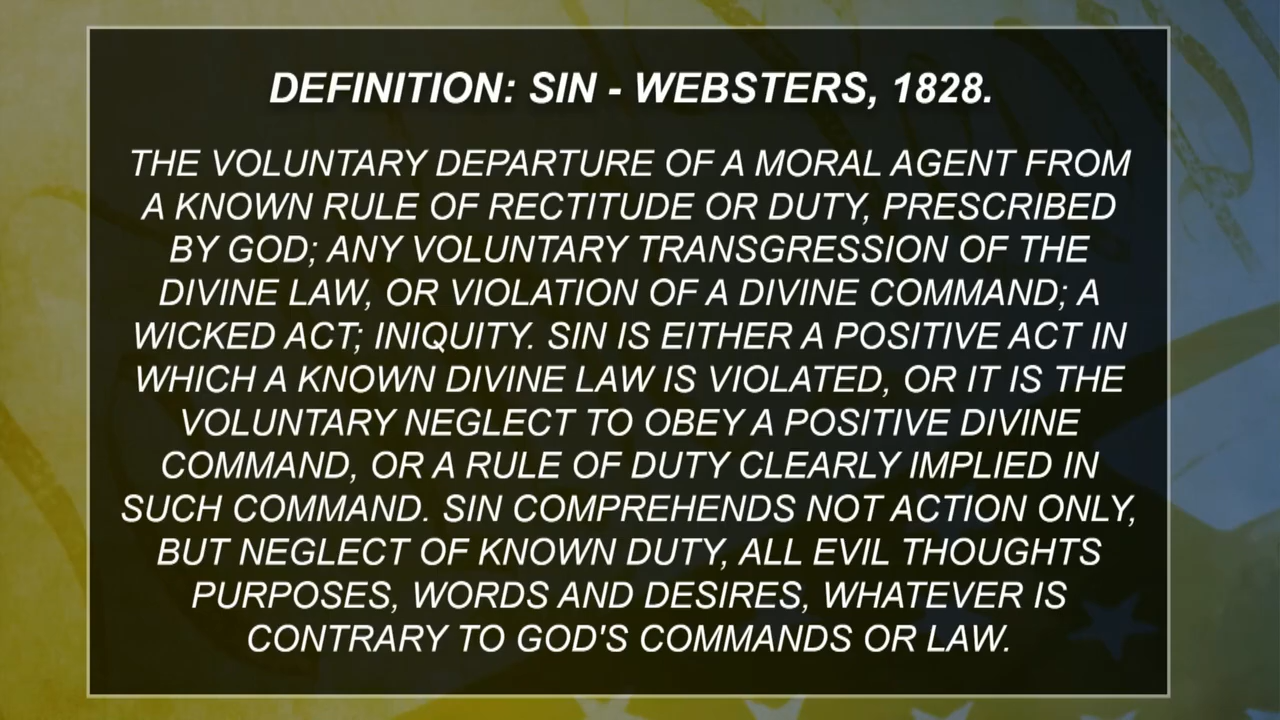 DEFINITION: SIN - WEBSTERS, 1828.
THE VOLUNTARY DEPARTURE OF A MORAL AGENT FROM
A KNOWN RULE OF RECTITUDE OR DUTY, PRESCRIBED
BY GOD; ANY VOLUNTARY TRANSGRESSION OF THE
DIVINE LAW, OR VIOLATION OF A DIVINE COMMAND; A
WICKED ACT; INIQUITY. SIN IS EITHER A POSITIVE ACT IN
WHICH A KNOWN DIVINE LAW IS VIOLATED, OR IT IS THE
VOLUNTARY NEGLECT TO OBEY A POSITIVE DIVINE
COMMAND, OR A RULE OF DUTY CLEARLY IMPLIED IN
SUCH COMMAND. SIN COMPREHENDS NOT ACTION ONLY,
BUT NEGLECT OF KNOWN DUTY, ALL EVIL THOUGHTS
PURPOSES, WORDS AND DESIRES, WHATEVER IS
CONTRARY TO GOD'S COMMANDS OR LAW.